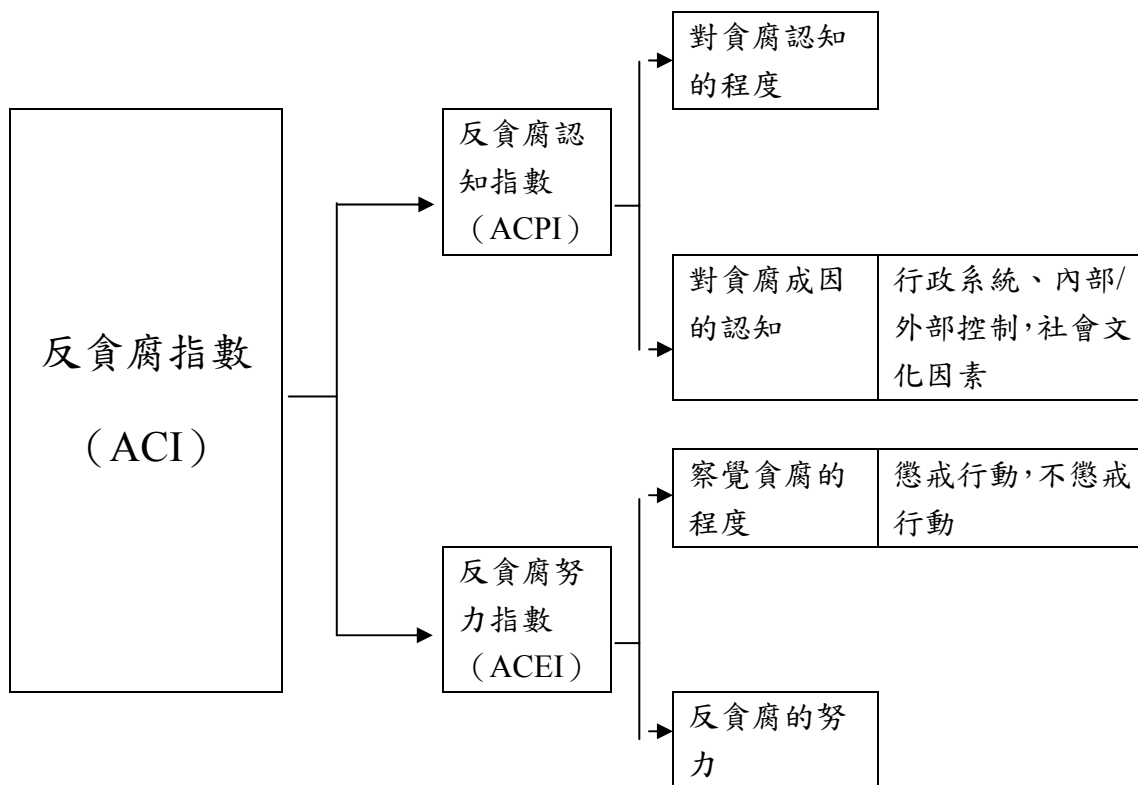 反貪腐指數
（ACI）
反貪腐認
知指數
（ACPI）
對貪腐認知
的程度
對貪腐成因
的認知
行政系統、內部/
外部控制，社會文
化因素
反貪腐努
力指數
（ACEI）
察覺貪腐的
程度
懲戒行動，不懲戒
行動
反貪腐的努
力